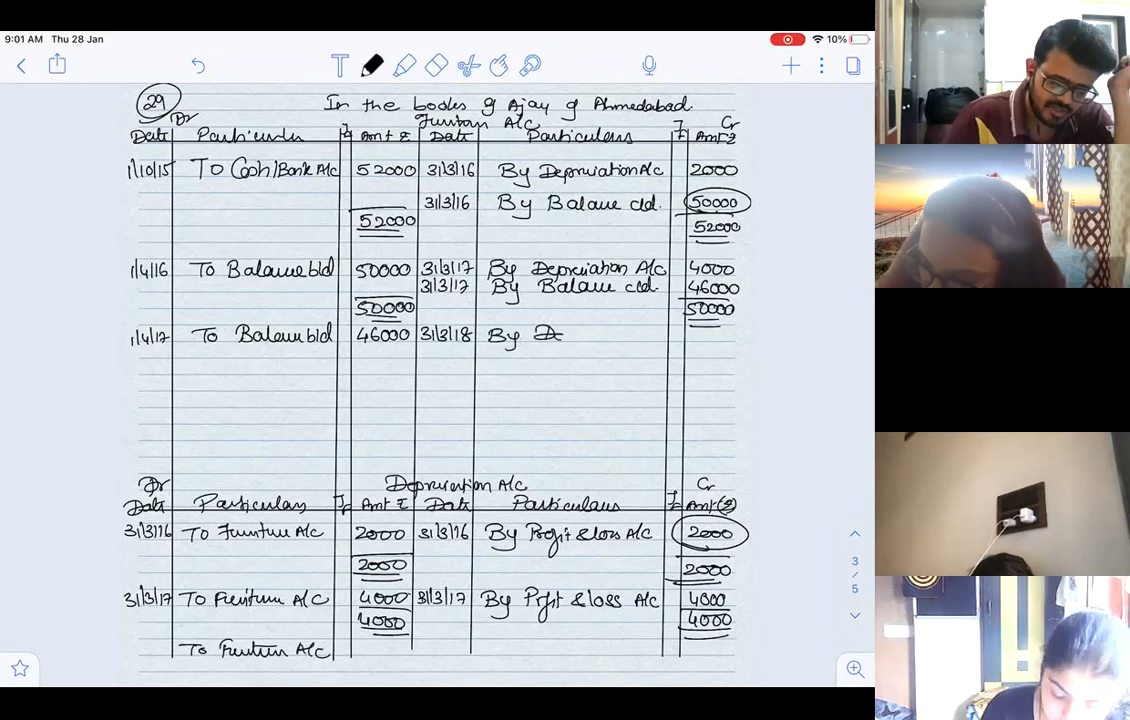 9:01 AM Thu 28 Jan 10%
T
29 In the books of Ajay of Ahmedabad.
Dr Furniture A/c Cr
Date Particulars J/F Amt ₹ Date Particulars J/F Amt ₹
1/10/15 To Cash/Bank A/c 52000 31/3/16 By Depreciation A/c 2000
31/3/16 By Balance c/d. 50000
52000 52000
1/4/16 To Balance b/d 50000 31/3/17 By Depreciation A/c 4000
31/3/17 By Balance c/d. 46000
50000 50000
1/4/17 To Balance b/d 46000 31/3/18 By
Dr Depreciation A/c Cr
Date Particulars J/F Amt ₹ Date Particulars J/F Amt(₹)
31/3/16 To Furniture A/c 2000 31/3/16 By Profit & loss A/c 2000
2000 2000
31/3/17 To Furniture A/c 4000 31/3/17 By Profit & loss A/c 4000
4000 4000
To Furniture A/c
3
/
5